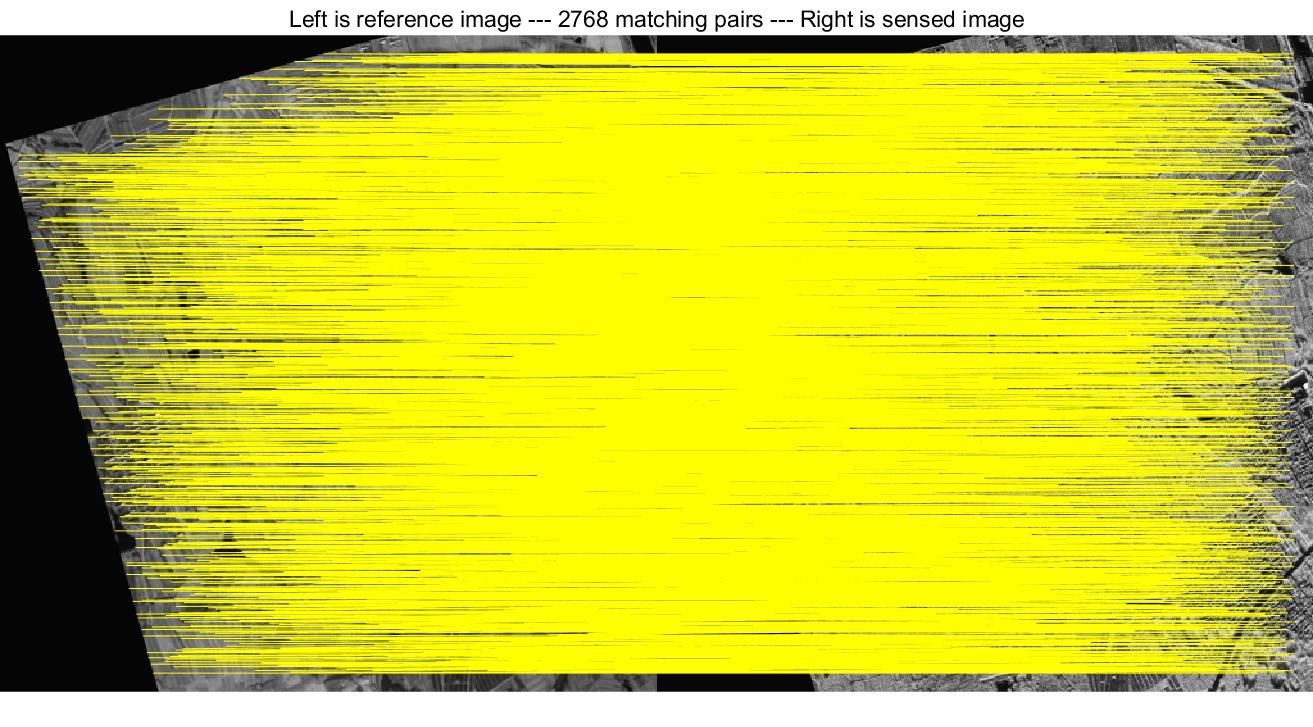 Left is reference image --- 2768 matching pairs --- Right is sensed image